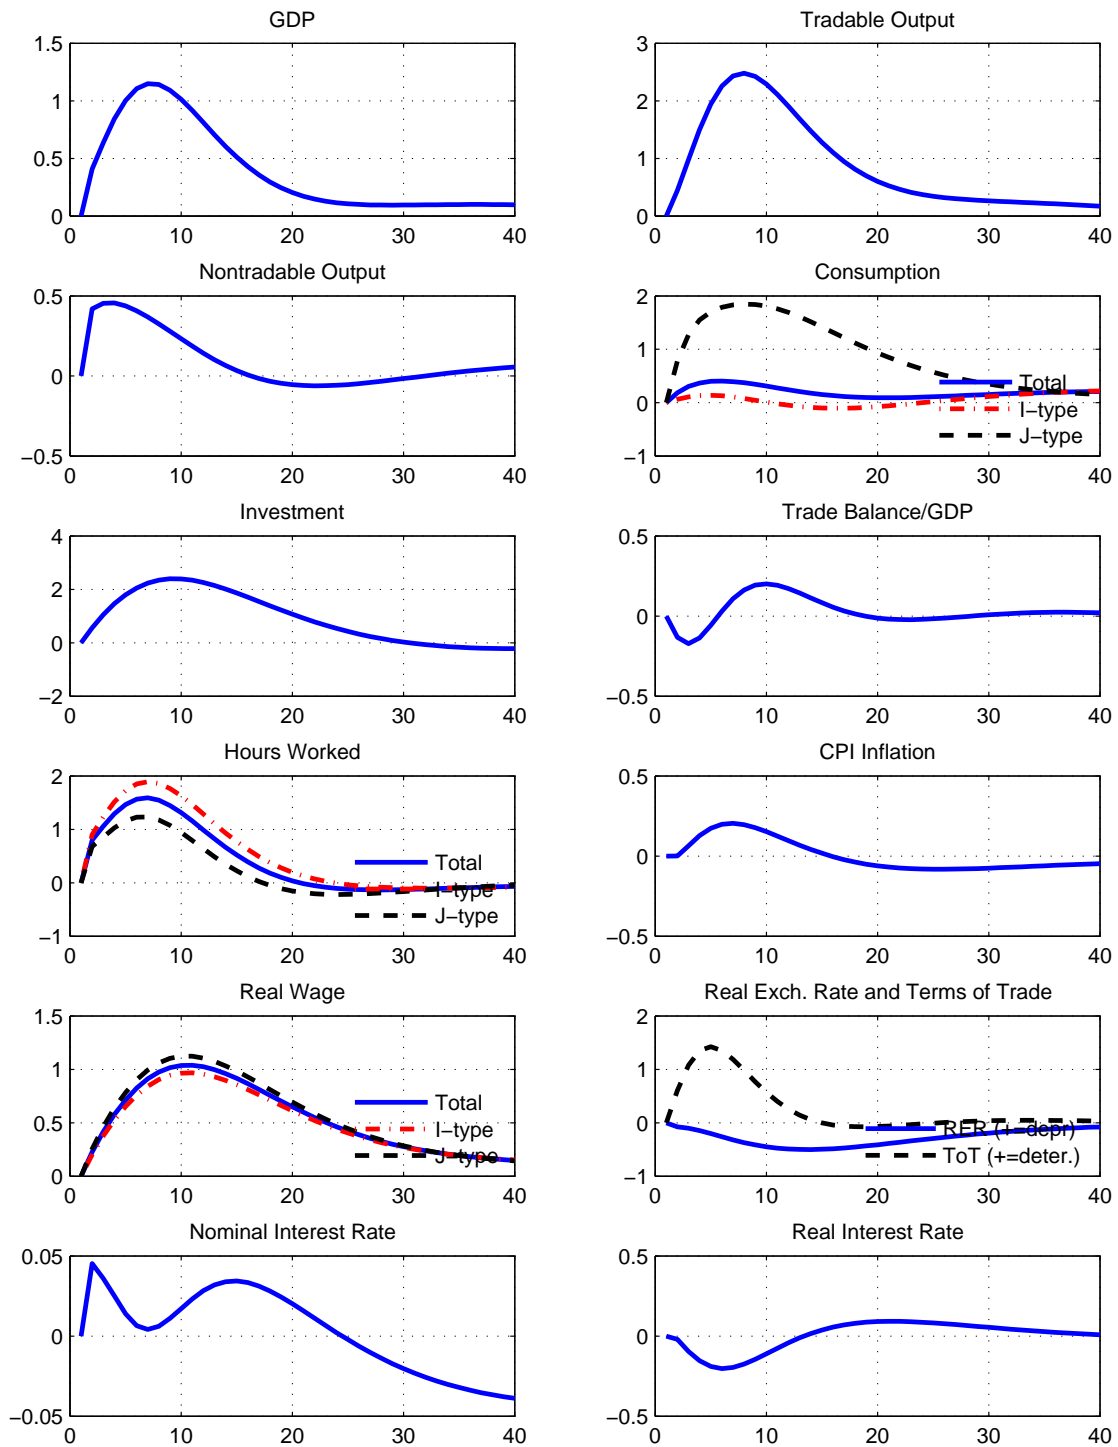 GDP
1.5
1
0.5
0
0 10 20 30 40
Tradable Output
3
2
1
0
0 10 20 30 40
Nontradable Output
0.5
0
−0.5
0 10 20 30 40
Consumption
2
1
0
−1
0 10 20 30 40
Total
I−type
J−type
Investment
4
2
0
−2
0 10 20 30 40
Trade Balance/GDP
0.5
0
−0.5
0 10 20 30 40
Hours Worked
2
1
0
−1
0 10 20 30 40
Total
I−type
J−type
CPI Inflation
0.5
0
−0.5
0 10 20 30 40
Real Wage
1.5
1
0.5
0
0 10 20 30 40
Total
I−type
J−type
Real Exch. Rate and Terms of Trade
2
1
0
−1
0 10 20 30 40
RER (+=depr)
ToT (+=deter.)
Nominal Interest Rate
0.05
0
−0.05
0 10 20 30 40
Real Interest Rate
0.5
0
−0.5
0 10 20 30 40